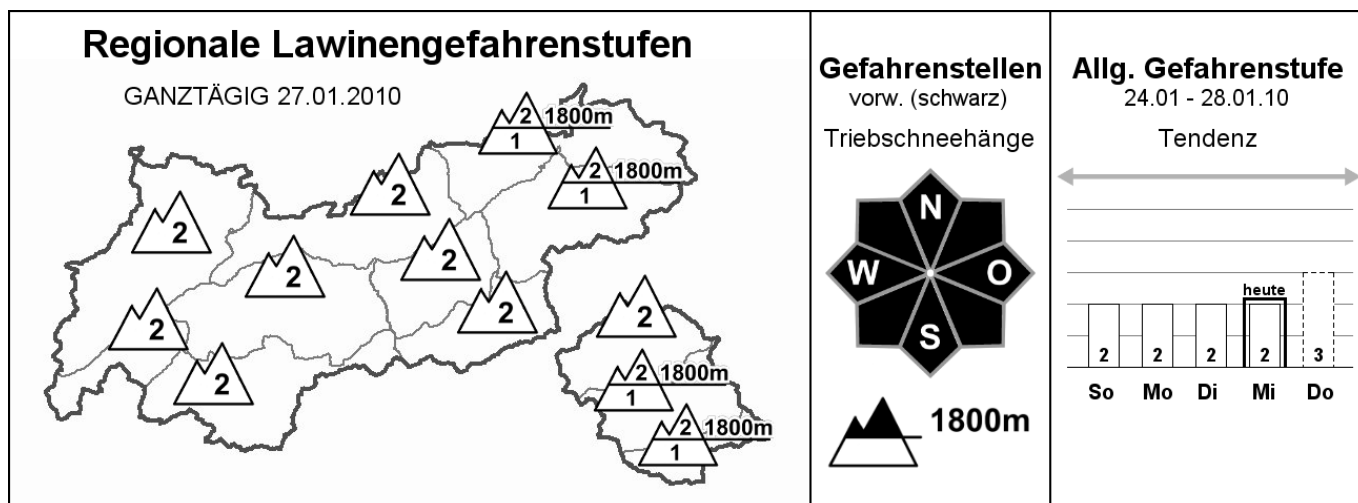 Regionale Lawinengefahrenstufen
GANZTÄGIG 27.01.2010
2 1800m
1
2 1800m
1
2
2
2
2
2
2
2
2
2 1800m
1
2 1800m
1
Gefahrenstellen
vorw. (schwarz)
Triebschneehänge
N
W O
S
1800m
Allg. Gefahrenstufe
24.01 - 28.01.10
Tendenz
heute
2 2 2 2 3
So Mo Di Mi Do